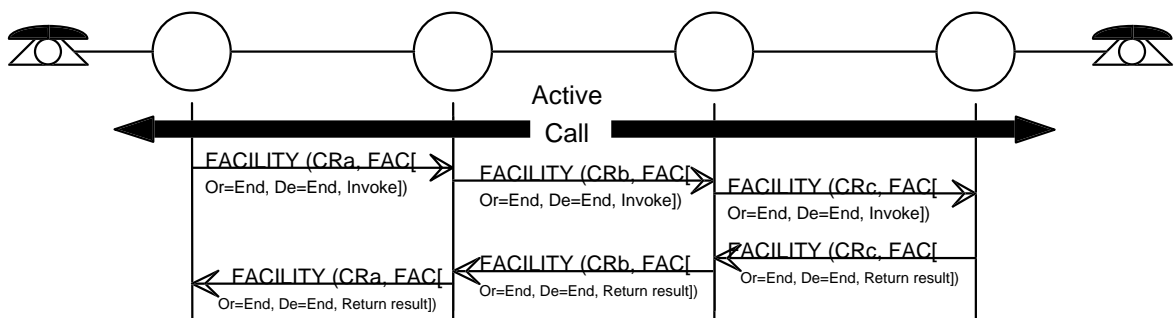 Active
Call
FACILITY (CRa, FAC[
Or=End, De=End, Invoke])
FACILITY (CRb, FAC[
Or=End, De=End, Invoke])
FACILITY (CRc, FAC[
Or=End, De=End, Invoke])
FACILITY (CRc, FAC[
Or=End, De=End, Return result])
FACILITY (CRb, FAC[
Or=End, De=End, Return result])
FACILITY (CRa, FAC[
Or=End, De=End, Return result])